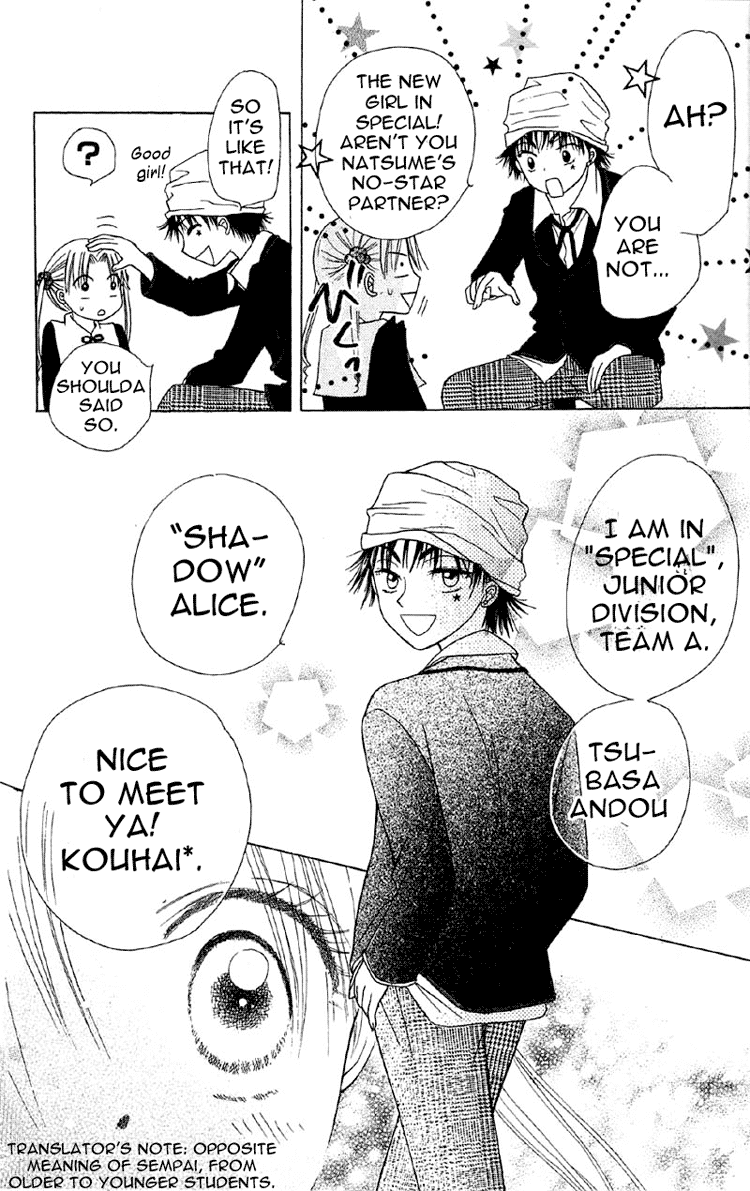 AH?
YOU
ARE
NOT...
THE NEW
GIRL IN
SPECIAL!
AREN'T YOU
NATSUME'S
NO-STAR
PARTNER?
SO
IT'S
LIKE
THAT!
Good
girl!
?
YOU
SHOULDA
SAID
SO.
I AM IN
"SPECIAL",
JUNIOR
DIVISION,
TEAM A.
TSU-
BASA
ANDOU
"SHA-
DOW"
ALICE.
NICE
TO MEET
YA!
KOUHAI*.
TRANSLATOR'S NOTE: OPPOSITE
MEANING OF SEMPAI, FROM
OLDER TO YOUNGER STUDENTS.